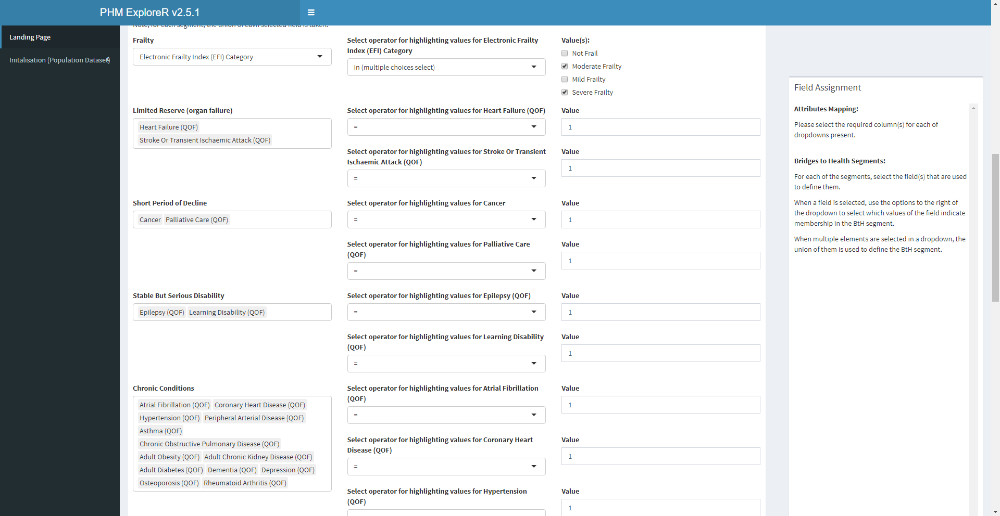 PHM ExploreR v2.5.1
Landing Page
Initalisation (Population Dataset)
Note, for each segment, the union of eavh selected field is taken.
Frailty
Electronic Frailty Index (EFI) Category
Select operator for highlighting values for Electronic Frailty
Index (EFI) Category
in (multiple choices select)
Value(s):
Not Frail
Moderate Frailty
Mild Frailty
Severe Frailty
Limited Reserve (organ failure)
Heart Failure (QOF)
Stroke Or Transient Ischaemic Attack (QOF)
Select operator for highlighting values for Heart Failure (QOF)
=
Value
1
Select operator for highlighting values for Stroke Or Transient
Ischaemic Attack (QOF)
=
Value
1
Short Period of Decline
Cancer Palliative Care (QOF)
Select operator for highlighting values for Cancer
=
Value
1
Select operator for highlighting values for Palliative Care
(QOF)
=
Value
1
Stable But Serious Disability
Epilepsy (QOF) Learning Disability (QOF)
Select operator for highlighting values for Epilepsy (QOF)
=
Value
1
Select operator for highlighting values for Learning Disability
(QOF)
=
Value
1
Chronic Conditions
Atrial Fibrillation (QOF) Coronary Heart Disease (QOF)
Hypertension (QOF) Peripheral Arterial Disease (QOF)
Asthma (QOF)
Chronic Obstructive Pulmonary Disease (QOF)
Adult Obesity (QOF) Adult Chronic Kidney Disease (QOF)
Adult Diabetes (QOF) Dementia (QOF) Depression (QOF)
Osteoporosis (QOF) Rheumatoid Arthritis (QOF)
Select operator for highlighting values for Atrial Fibrillation
(QOF)
=
Value
1
Select operator for highlighting values for Coronary Heart
Disease (QOF)
=
Value
1
Select operator for highlighting values for Hypertension
(QOF)
Value
1
Field Assignment
Attributes Mapping:
Please select the required column(s) for each of
dropdowns present.
Bridges to Health Segments:
For each of the segments, select the field(s) that are used
to define them.
When a field is selected, use the options to the right of
the dropdown to select which values of the field indicate
membership in the BtH segment.
When multiple elements are selected in a dropdown, the
union of them is used to define the BtH segment.